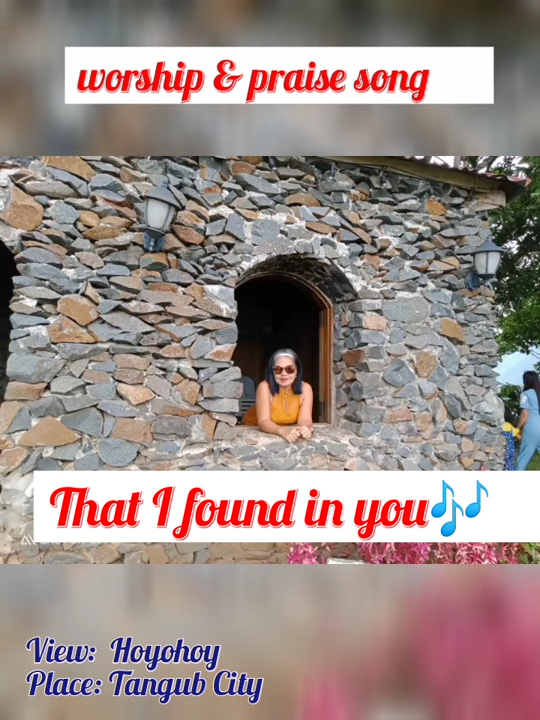 worship & praise song
That I found in you🎶
View: Hoyohoy
Place: Tangub City